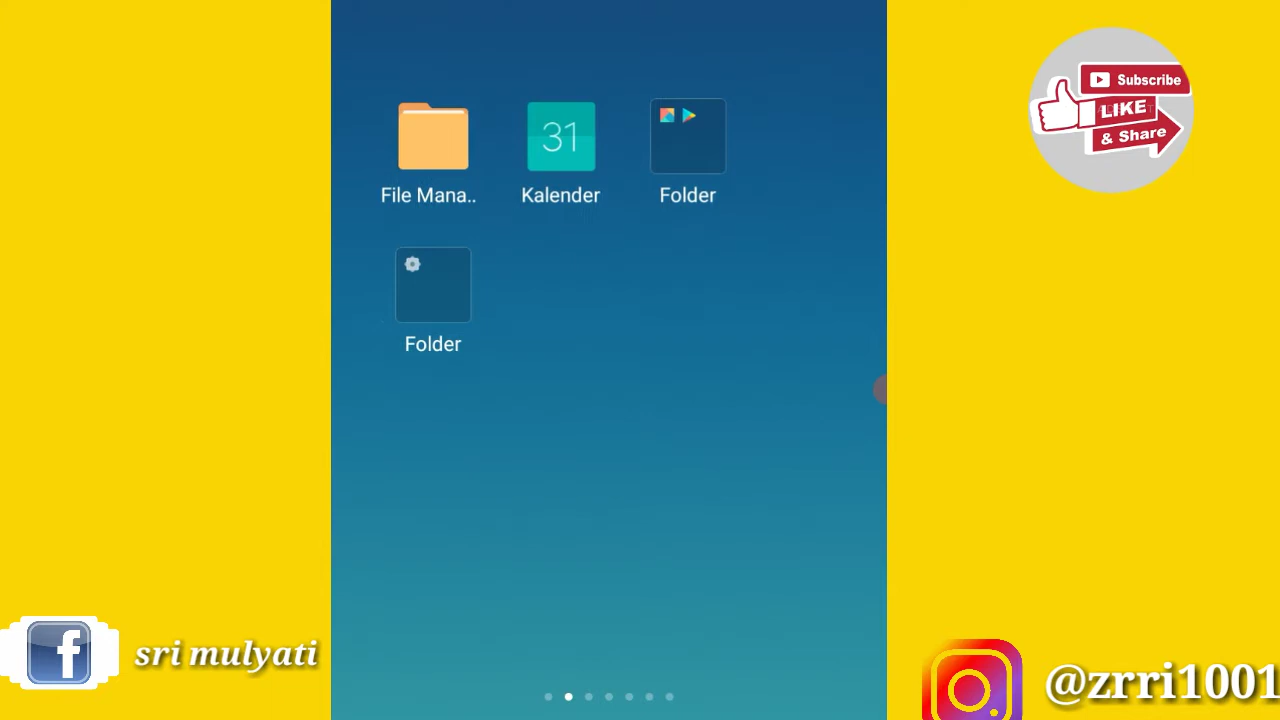 Subscribe
LIKE
& Share
31
File Mana..
Kalender
Folder
Folder
f
sri mulyati
@zrri1001